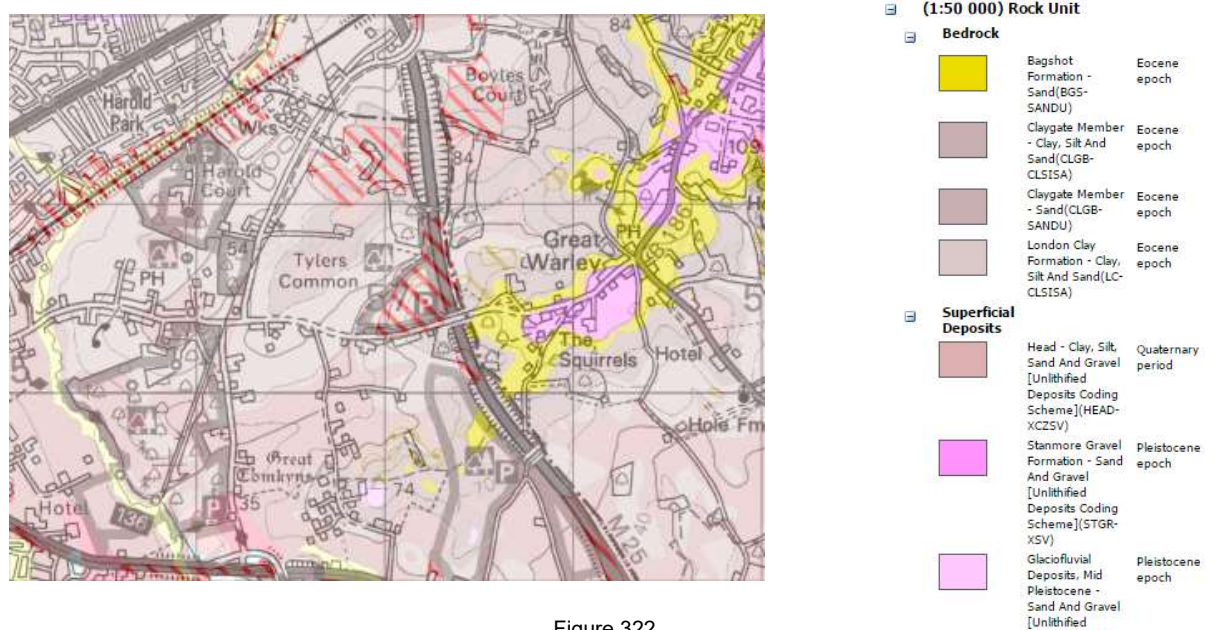 (1:50 000) Rock Unit
Bedrock
Bagshot
Formation -
Sand(BGS-
SANDU)
Eocene
epoch
Claygate Member
- Clay, Silt And
Sand(CLGB-
CLSISA)
Eocene
epoch
Claygate Member
- Sand(CLGB-
SANDU)
Eocene
epoch
London Clay
Formation - Clay,
Silt And Sand(LC-
CLSISA)
Eocene
epoch
Superficial
Deposits
Head - Clay, Silt,
Sand And Gravel
[Unlithified
Deposits Coding
Scheme](HEAD-
XCZSV)
Quaternary
period
Stanmore Gravel
Formation - Sand
And Gravel
[Unlithified
Deposits Coding
Scheme](STGR-
XSV)
Pleistocene
epoch
Glaciofluvial
Deposits, Mid
Pleistocene -
Sand And Gravel
[Unlithified
Pleistocene
epoch
84
Boyles
Court
Harold
Park
Wks
109
84
Harold
Court
PH
Great
Warley
186
54
Tylers
Common
PH
P
5
The
Squirrels
Hotel
Hole Fm
Great
Tomkyns
P
74
Hotel
136
P
35
M25
40
Figure 322